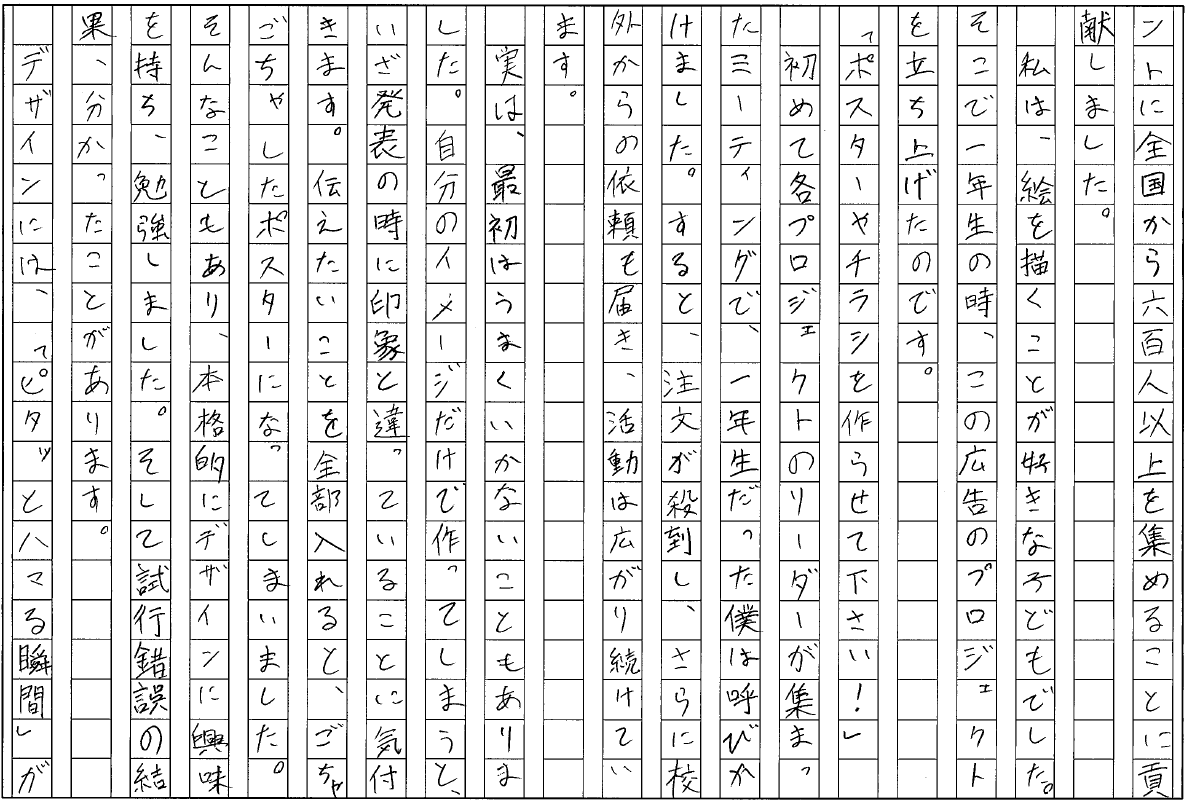 ントに全国から六百人以上を集めることに貢
献しました。
私は、絵を描くことが好きな子どもでした。
そこで一年生の時、この広告のプロジェクト
を立ち上げたのです。
「ポスターやチラシを作らせて下さい！」
初めて各プロジェクトのリーダーが集まっ
たミーティングで、一年生だった僕は呼びか
けました。すると、注文が殺到し、さらに校
外からの依頼も届き、活動は広がり続けてい
ます。
実は、最初はうまくいかないこともありま
した。自分のイメージだけで作ってしまうと、
いざ発表の時に印象と違っていることに気付
きます。伝えたいことを全部入れると、ごちゃ
ごちゃしたポスターになってしまいました。
そんなこともあり、本格的にデザインに興味
を持ち、勉強しました。そして試行錯誤の結
果、分かったことがあります。
デザインには、「ピタッとハマる瞬間」が